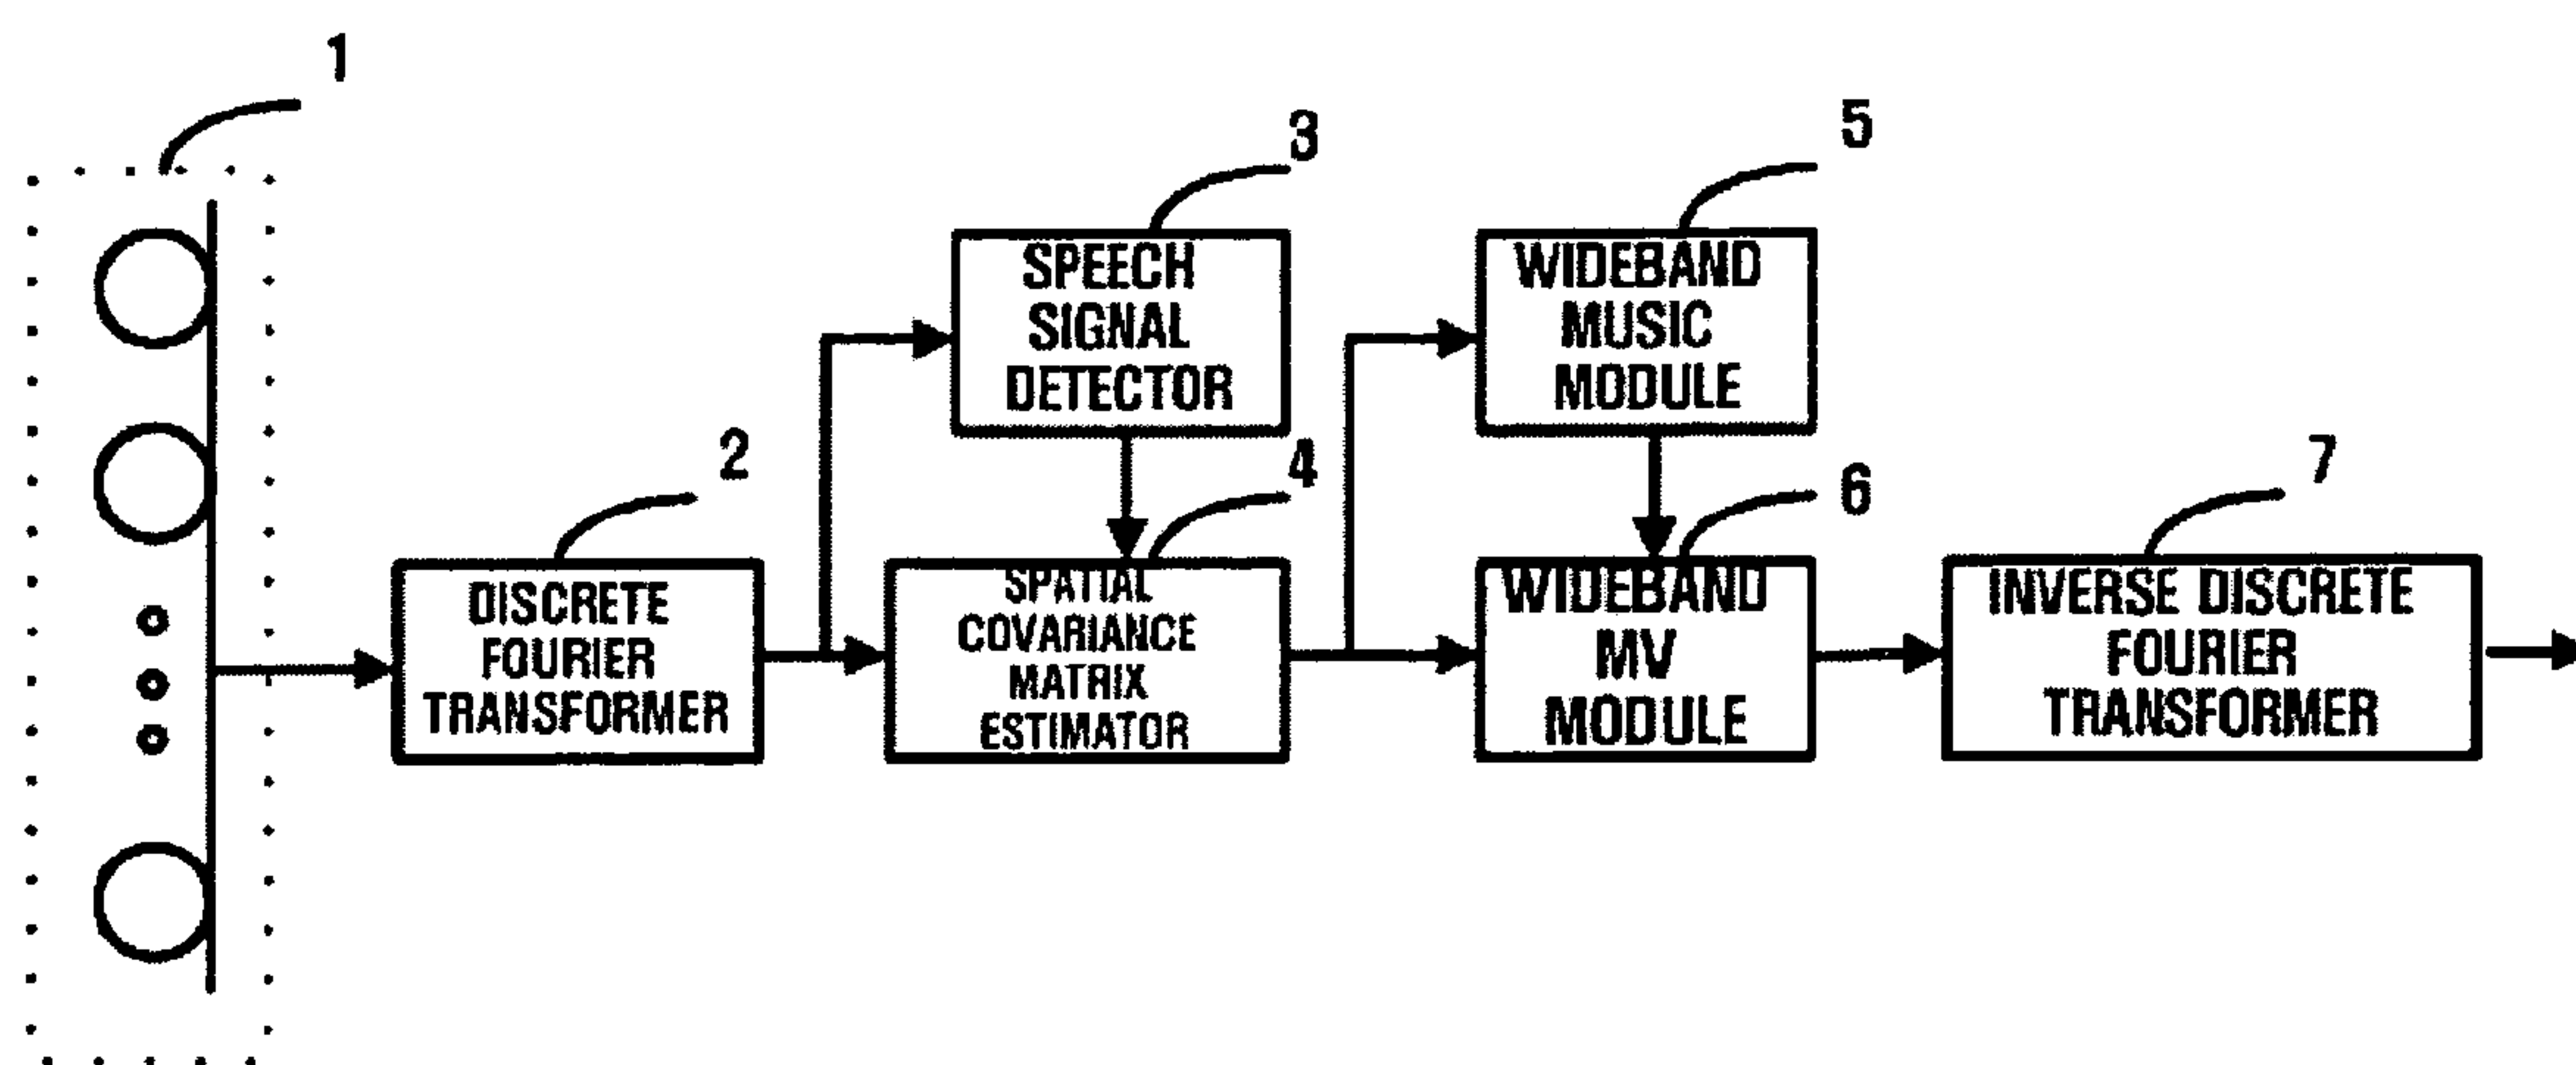 1
3
5
SPEECH
SIGNAL
DETECTOR
WIDEBAND
MUSIC
MODULE
2
4
6
7
DISCRETE
FOURIER
TRANSFORMER
SPATIAL
COVARIANCE
MATRIX
ESTIMATOR
WIDEBAND
MV
MODULE
INVERSE DISCRETE
FOURIER
TRANSFORMER